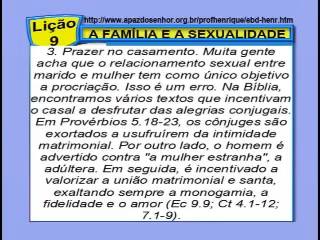 Lição
9
http://www.apazdosenhor.org.br/profhenrique/ebd-henr.htm
A FAMÍLIA E A SEXUALIDADE
3. Prazer no casamento. Muita gente
acha que o relacionamento sexual entre
marido e mulher tem como único objetivo
a procriação. Isso é um erro. Na Bíblia,
encontramos vários textos que incentivam
o casal a desfrutar das alegrias conjugais.
Em Provérbios 5.18-23, os cônjuges são
exortados a usufruírem da intimidade
matrimonial. Por outro lado, o homem é
advertido contra "a mulher estranha", a
adúltera. Em seguida, é incentivado a
valorizar a união matrimonial e santa,
exaltando sempre a monogamia, a
fidelidade e o amor (Ec 9.9; Ct 4.1-12;
7.1-9).